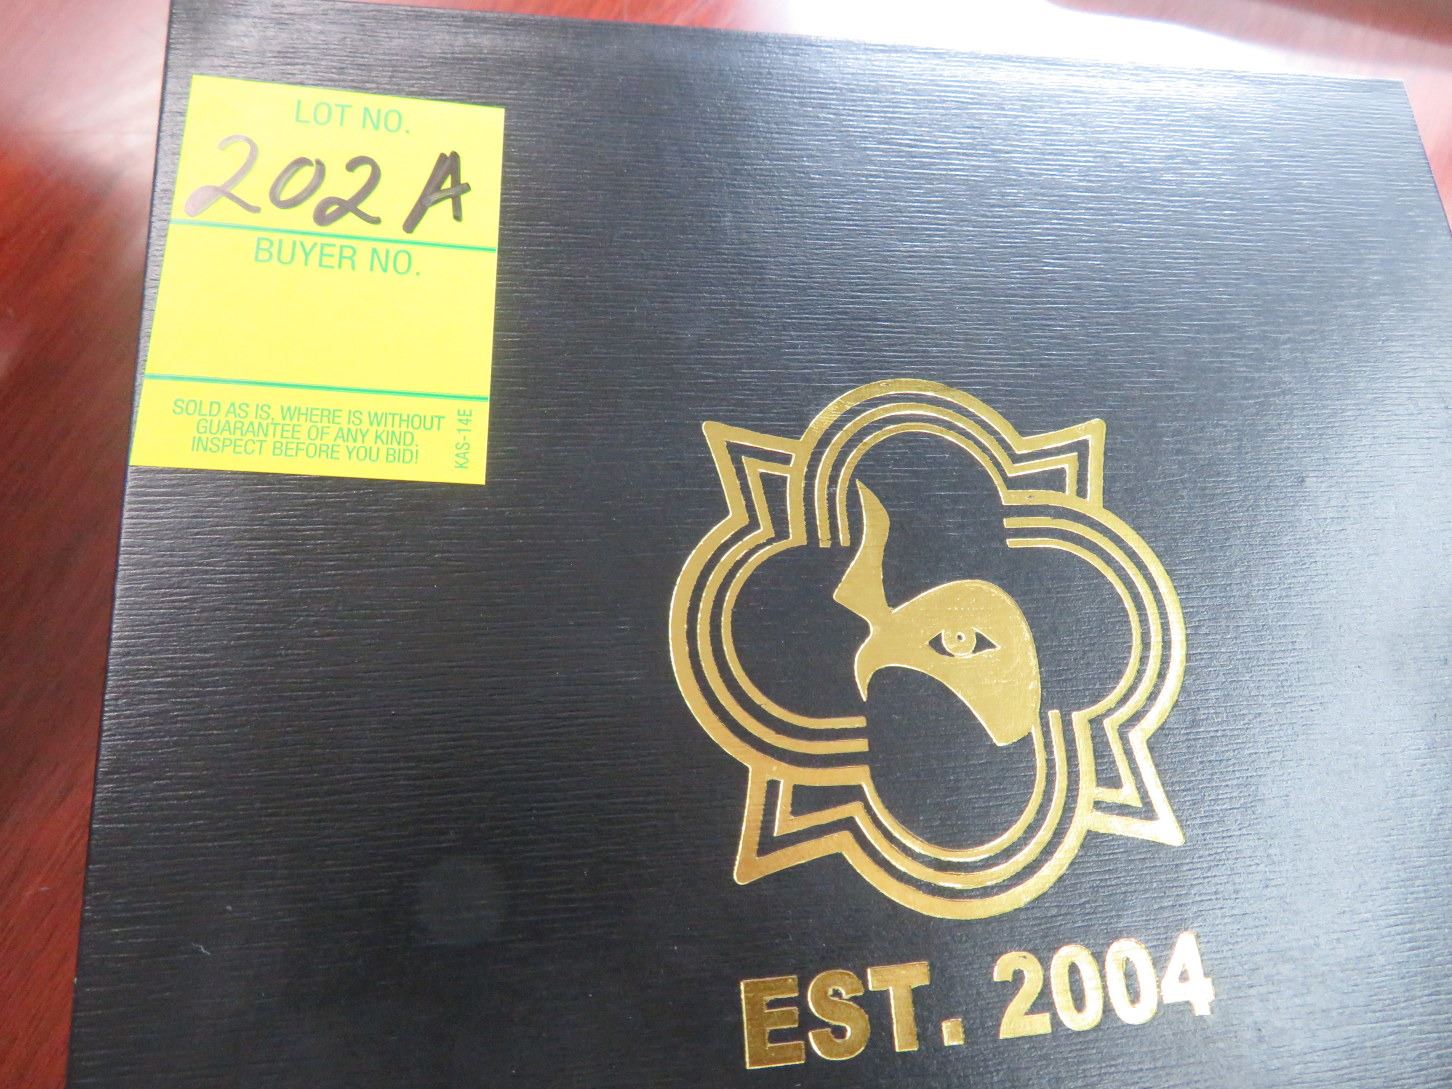 LOT NO.
202A
BUYER NO.
SOLD AS IS, WHERE IS WITHOUT
GUARANTEE OF ANY KIND.
INSPECT BEFORE YOU BID!
KAS-14E
EST. 2004